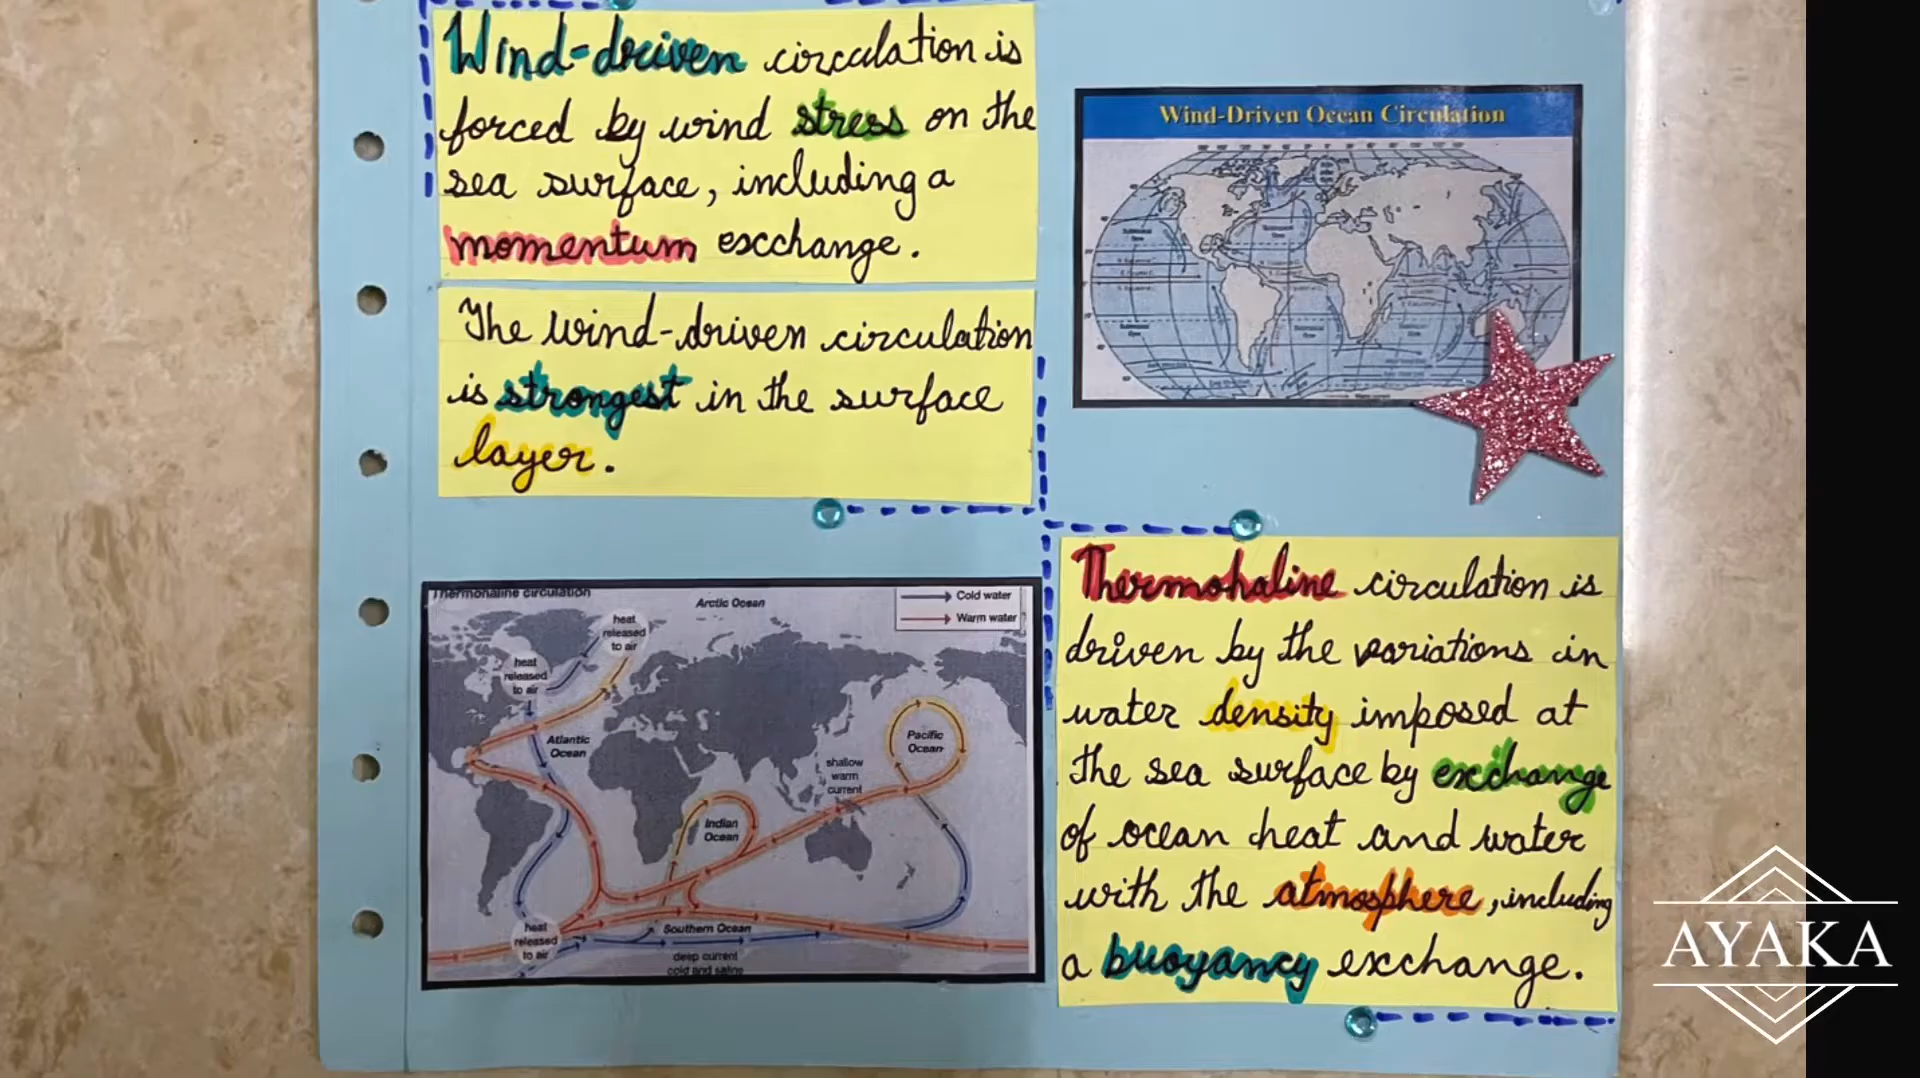 Wind-driven circulation is
forced by wind stress on the
sea surface, including a
momentum exchange.
The wind-driven circulation
is strongest in the surface
layer.
Wind-Driven Ocean Circulation
Thermohaline circulation
Arctic Ocean
Cold water
Warm water
heat
released
to air
heat
released
to air
Atlantic
Ocean
Pacific
Ocean
shallow
warm
current
Indian
Ocean
Southern Ocean
heat
released
to air
deep current
cold and saline
Thermohaline circulation is
driven by the variations in
water density imposed at
the sea surface by exchange
of ocean heat and water
with the atmosphere, including
a buoyancy exchange.
AYAKA